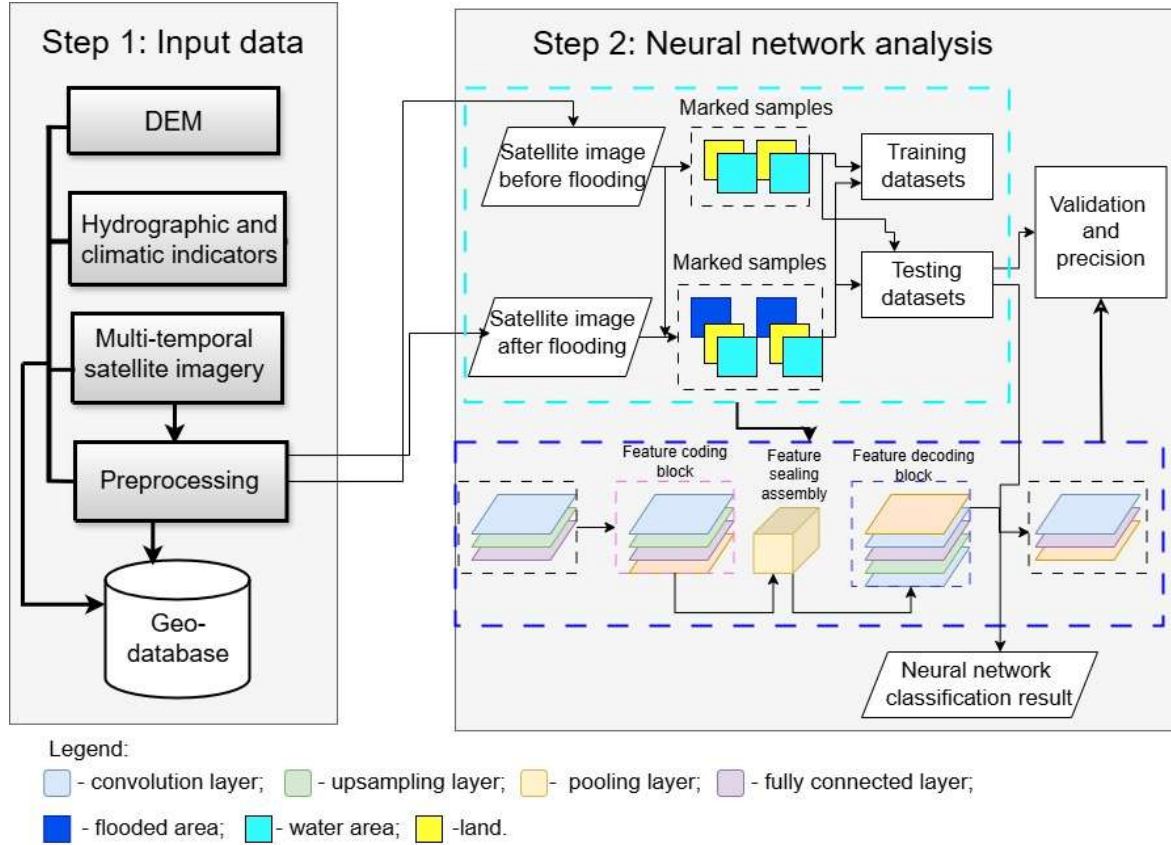 Step 1: Input data
DEM
Hydrographic and
climatic indicators
Multi-temporal
satellite imagery
Preprocessing
Geo-
database
Step 2: Neural network analysis
Satellite image
before flooding
Marked samples
Training
datasets
Validation
and
precision
Satellite image
after flooding
Marked samples
Testing
datasets
Feature coding
block
Feature
sealing
assembly
Feature decoding
block
Neural network
classification result
Legend:
- convolution layer; - upsampling layer; - pooling layer; - fully connected layer;
- flooded area; - water area; -land.